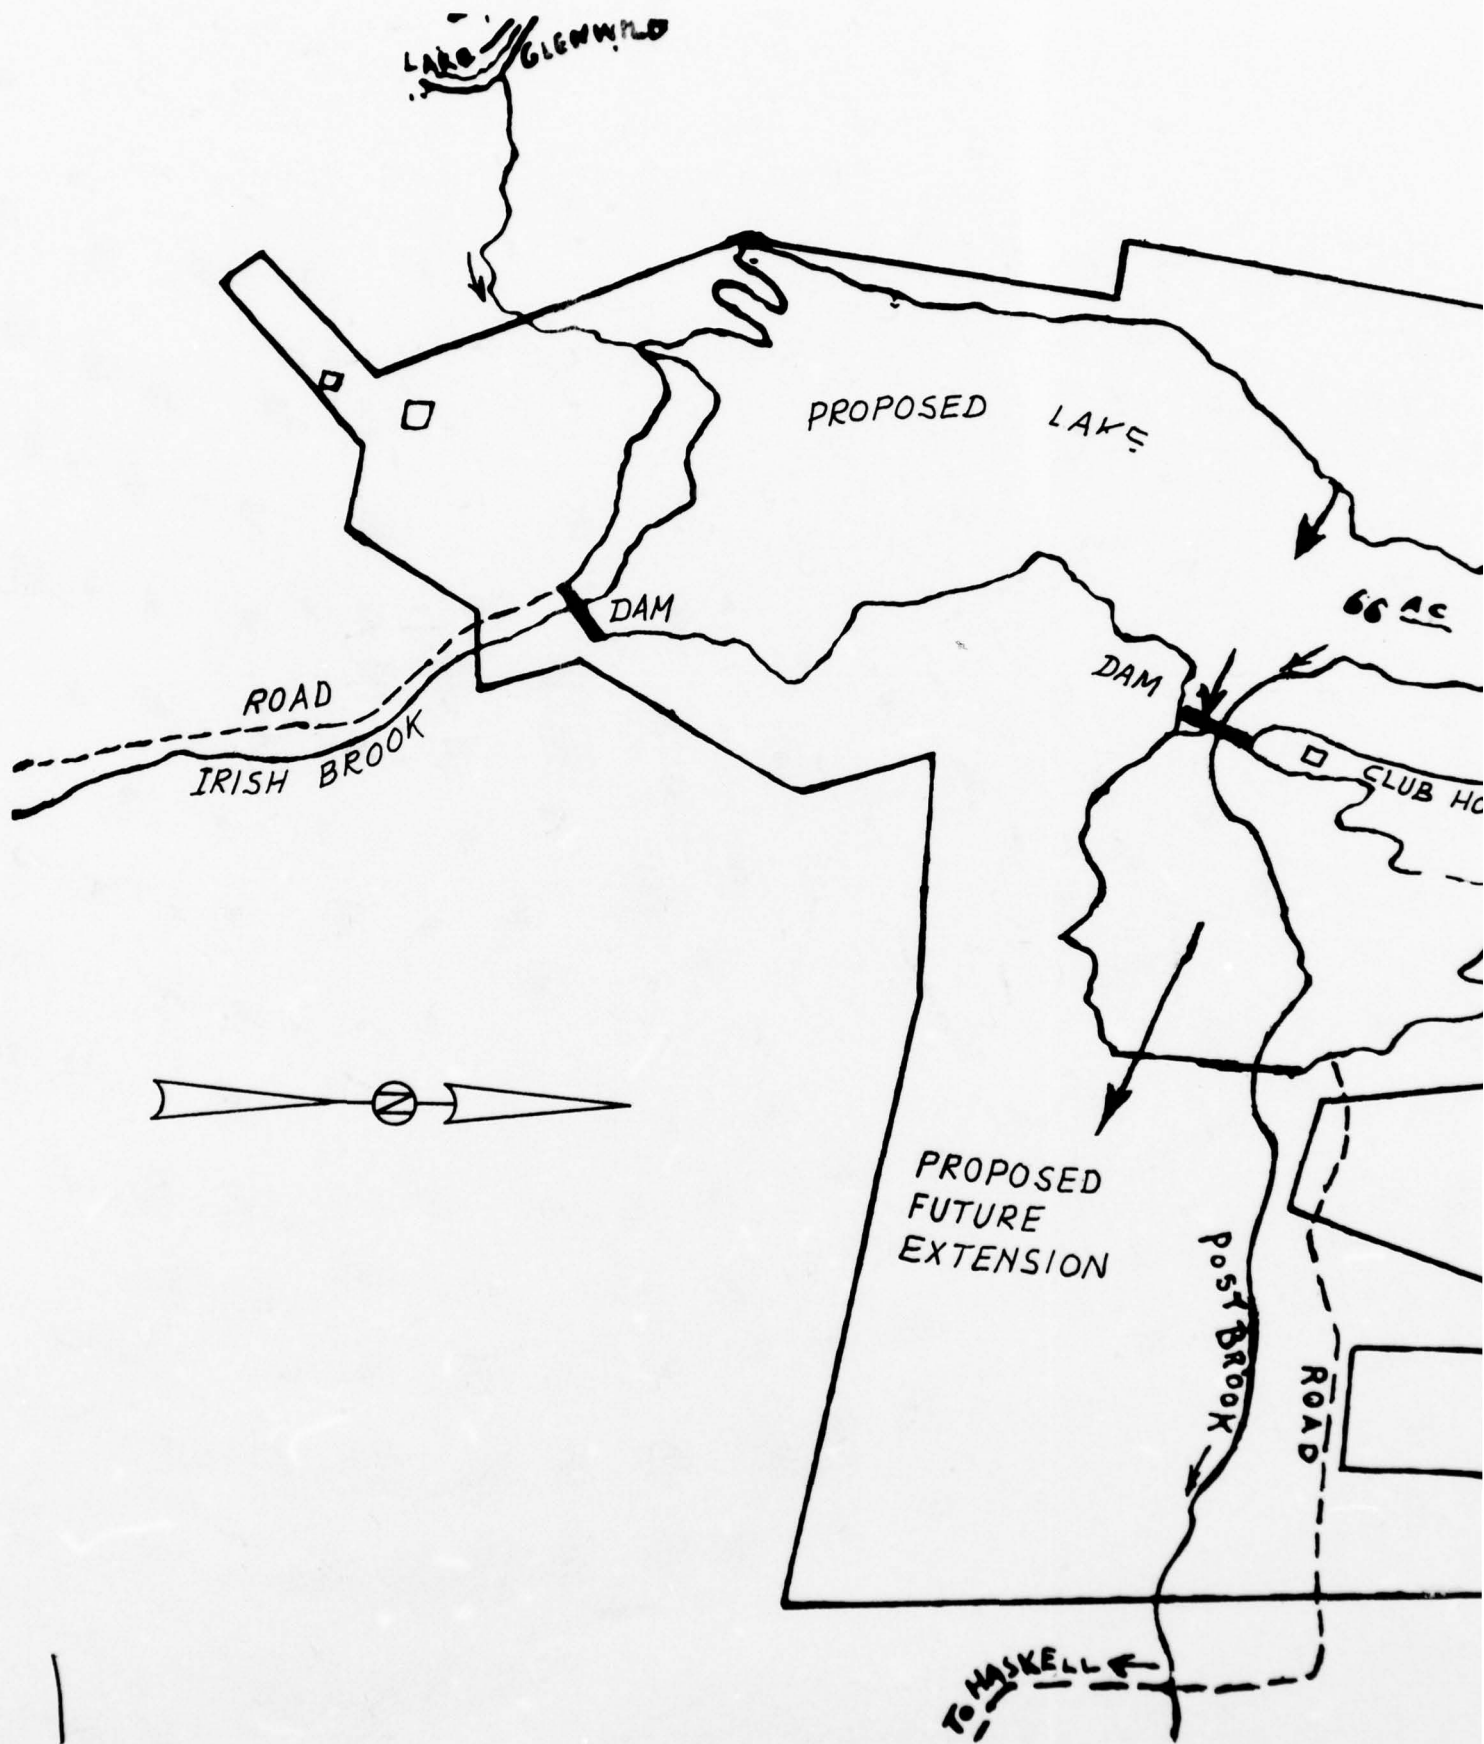 LAKE GLENWILD
PROPOSED LAKE
66 AC
DAM
DAM
ROAD
IRISH BROOK
CLUB HO
N
PROPOSED
FUTURE
EXTENSION
POST BROOK
ROAD
TO HASKELL